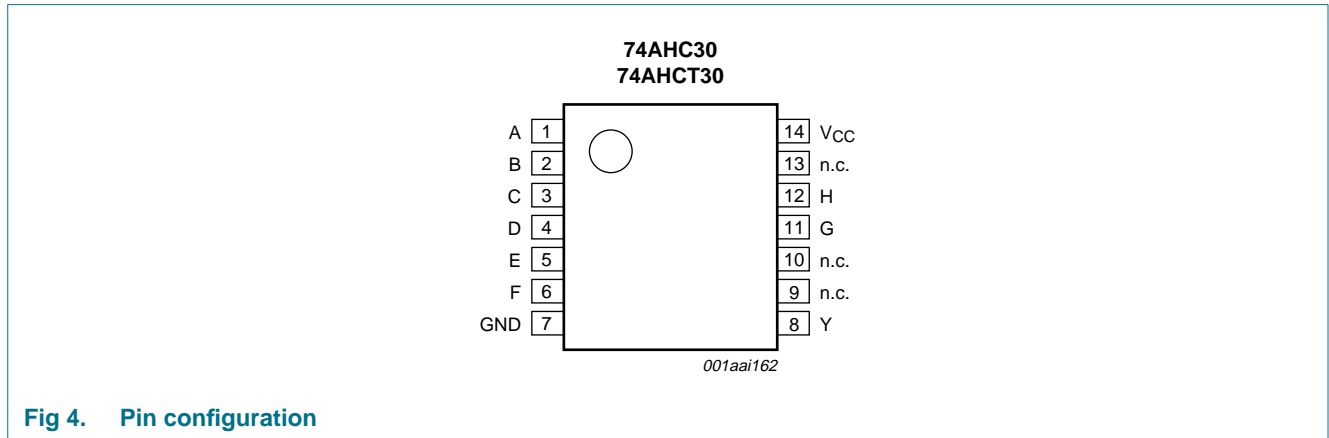 74AHC30
74AHCT30
A 1 14 VCC
B 2 13 n.c.
C 3 12 H
D 4 11 G
E 5 10 n.c.
F 6 9 n.c.
GND 7 8 Y
001aai162
Fig 4. Pin configuration